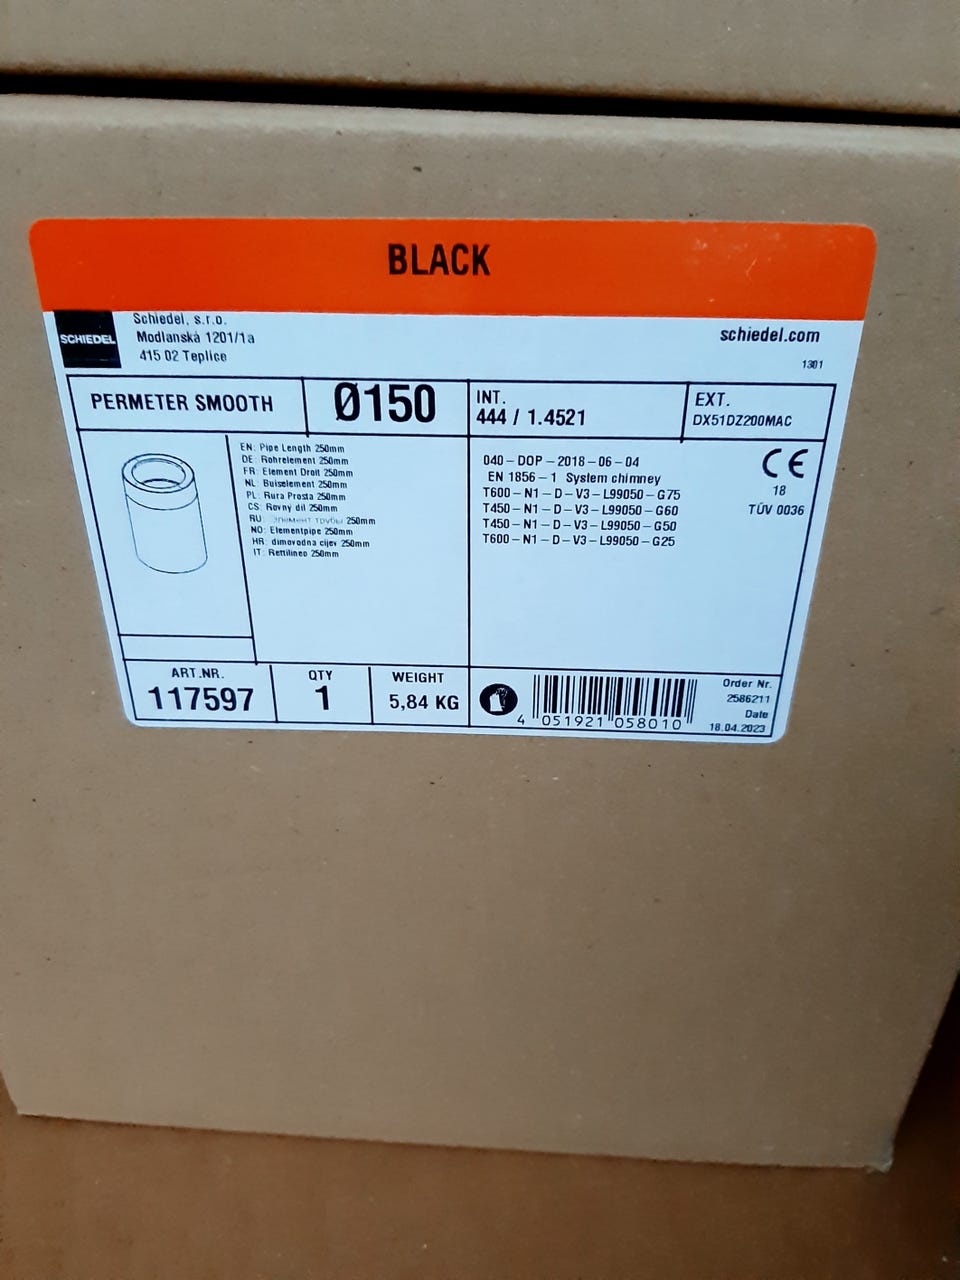 BLACK
SCHIEDEL
Schiedel, s.r.o.
Modlanská 1201/1a
415 02 Teplice
schiedel.com
1301
PERMETER SMOOTH
Ø150
INT.
444 / 1.4521
EXT.
DX51DZ200MAC
EN: Pipe Length 250mm
DE: Rohrelement 250mm
FR: Element Droit 250mm
NL: Buiselement 250mm
PL: Rura Prosta 250mm
CS: Rovný díl 250mm
RU: Элемент трубы 250mm
NO: Elementpipe 250mm
HR: dimovodna cijev 250mm
IT: Rettilineo 250mm
040-DOP-2018-06-04
EN 1856-1 System chimney
T600-N1-D-V3-L99050-G75
T450-N1-D-V3-L99050-G60
T450-N1-D-V3-L99050-G50
T600-N1-D-V3-L99050-G25
CE
18
TÜV 0036
ART.NR.
117597
QTY
1
WEIGHT
5,84 KG
4 051921 058010
Order Nr.
2586211
Date
18.04.2023